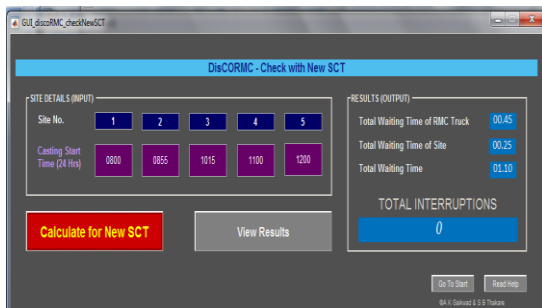 GUI_discoRMC_checkNewSCT
DisCORMC - Check with New SCT
SITE DETAILS (INPUT)
Site No. 1 2 3 4 5
Casting Start
Time (24 Hrs) 0800 0855 1015 1100 1200
Calculate for New SCT
View Results
RESULTS (OUTPUT)
Total Waiting Time of RMC Truck 00.45
Total Waiting Time of Site 00.25
Total Waiting Time 01.10
TOTAL INTERRUPTIONS
0
Go To Start Read Help
©A K Gaikwad & S B Thakare